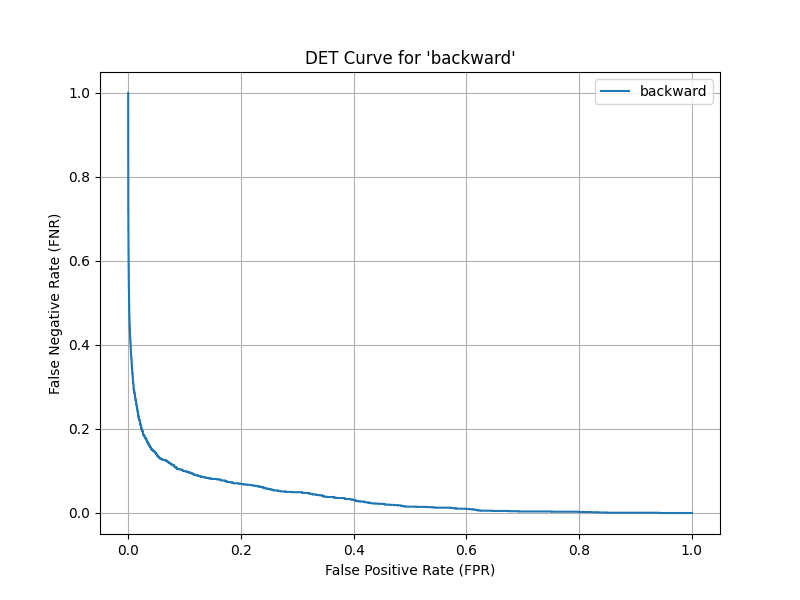 DET Curve for 'backward'
backward
1.0
0.8
0.6
0.4
0.2
0.0
False Negative Rate (FNR)
0.0 0.2 0.4 0.6 0.8 1.0
False Positive Rate (FPR)